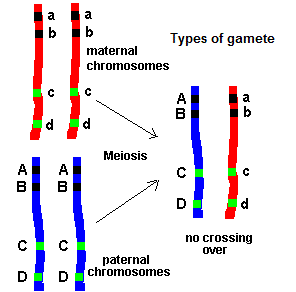 a a
b b
maternal
chromosomes
c c
d d
Types of gamete
A a
B b
C c
D d
no crossing
over
Meiosis
A A
B B
C C
D D
paternal
chromosomes